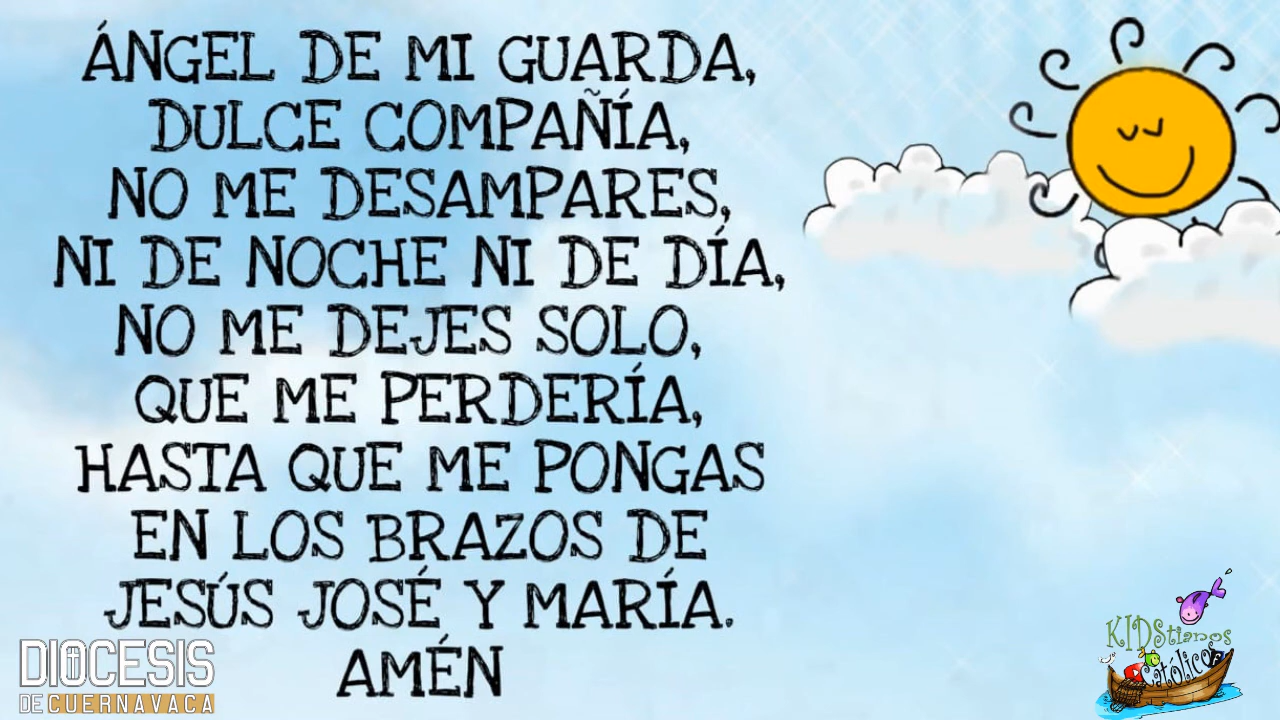 ÁNGEL DE MI GUARDA,
DULCE COMPAÑÍA,
NO ME DESAMPARES,
NI DE NOCHE NI DE DÍA,
NO ME DEJES SOLO,
QUE ME PERDERÍA,
HASTA QUE ME PONGAS
EN LOS BRAZOS DE
JESÚS JOSÉ Y MARÍA.
AMÉN
DIOCESIS
DE CUERNAVACA
KIDStianos
Católicos